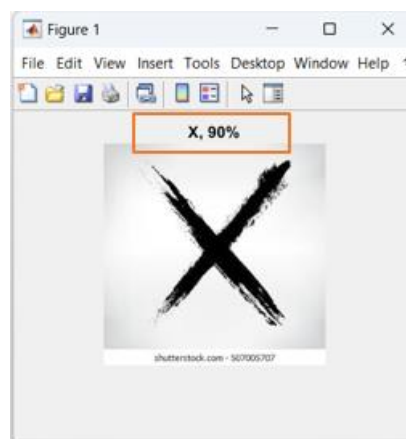 Figure 1
File Edit View Insert Tools Desktop Window Help
X, 90%
shutterstock.com - 507005707